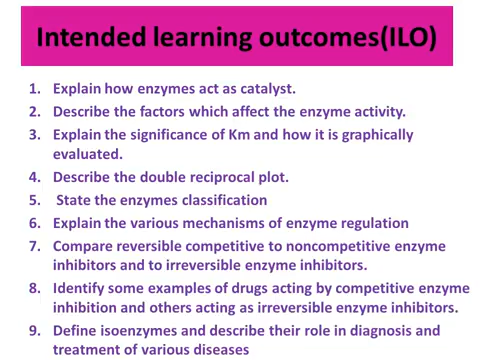 Intended learning outcomes(ILO)
1. Explain how enzymes act as catalyst.
2. Describe the factors which affect the enzyme activity.
3. Explain the significance of Km and how it is graphically
evaluated.
4. Describe the double reciprocal plot.
5. State the enzymes classification
6. Explain the various mechanisms of enzyme regulation
7. Compare reversible competitive to noncompetitive enzyme
inhibitors and to irreversible enzyme inhibitors.
8. Identify some examples of drugs acting by competitive enzyme
inhibition and others acting as irreversible enzyme inhibitors.
9. Define isoenzymes and describe their role in diagnosis and
treatment of various diseases